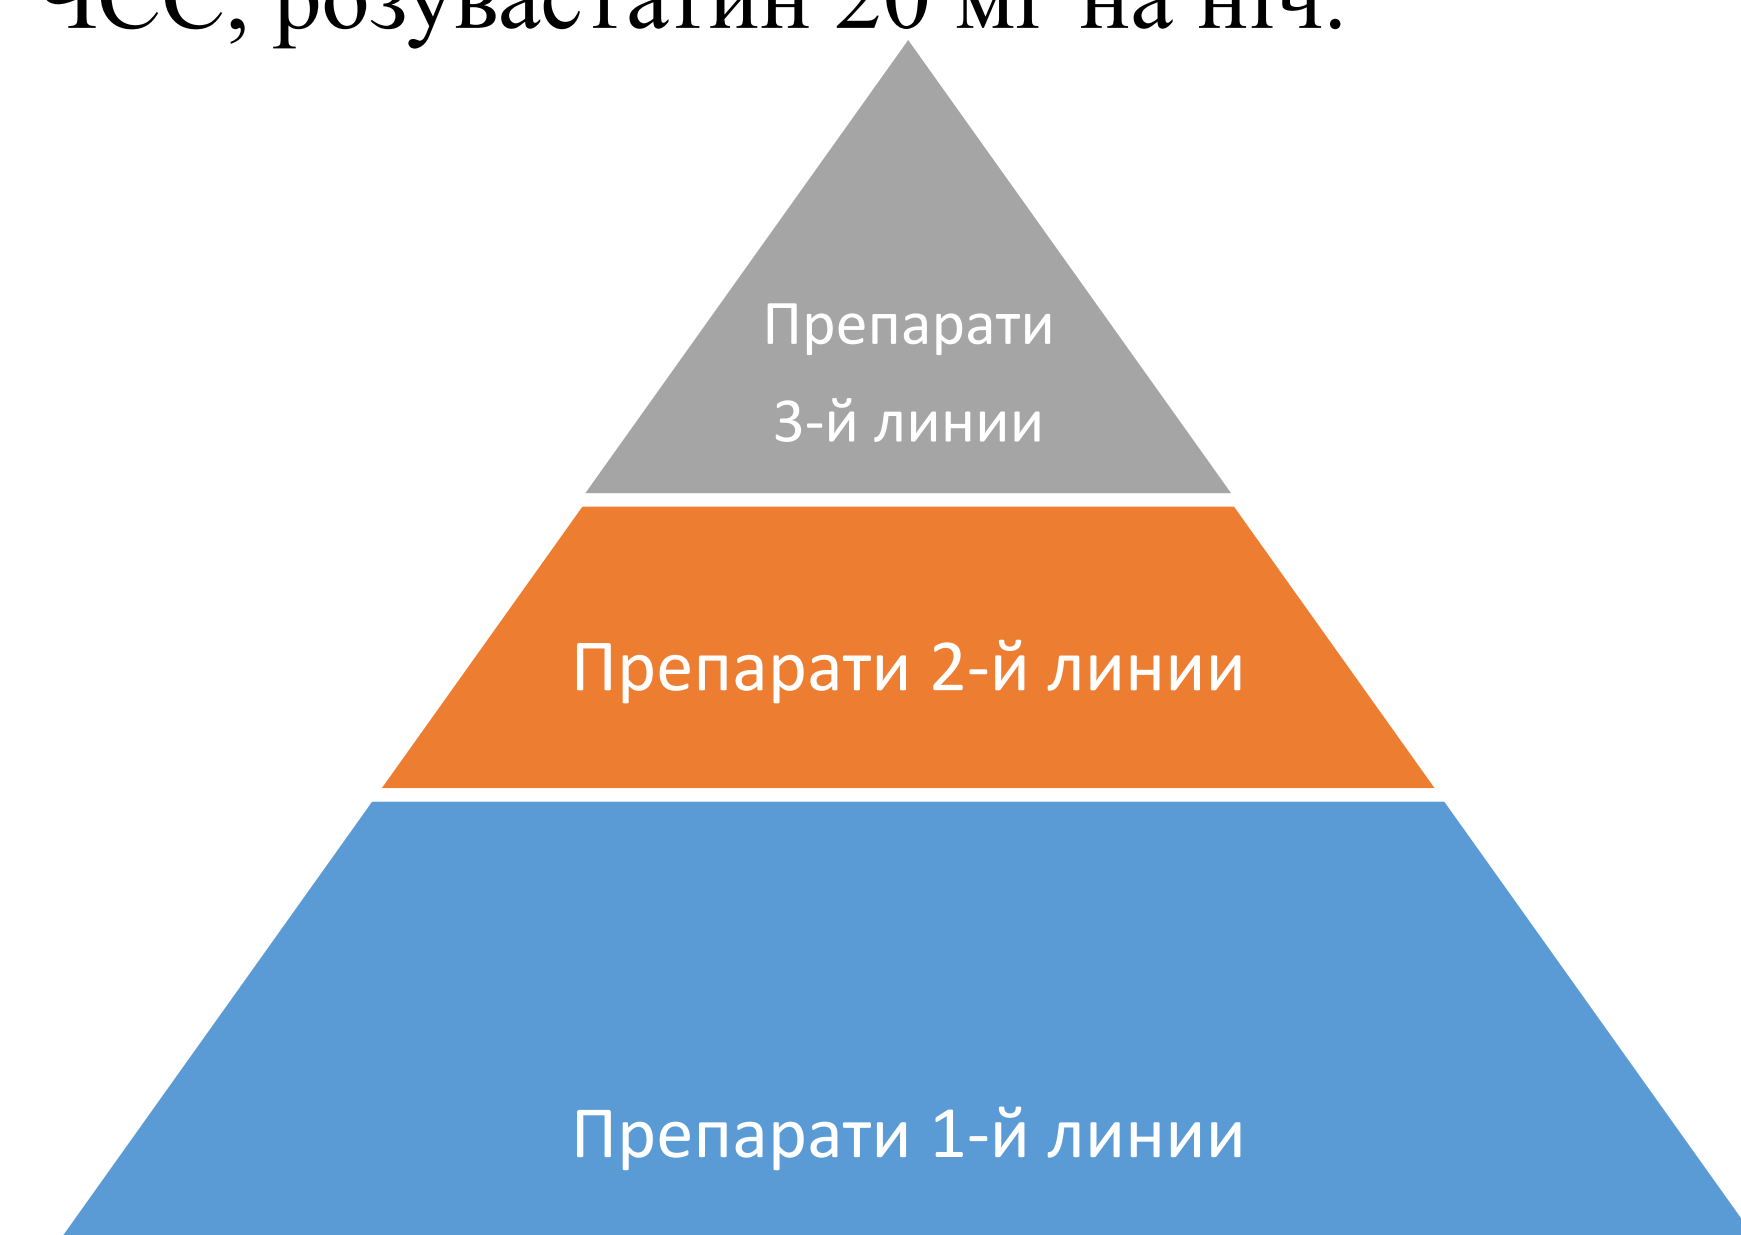 ЧСС, розувастатин 20 мг на ніч.
Препарати
3-й линии
Препарати 2-й линии
Препарати 1-й линии